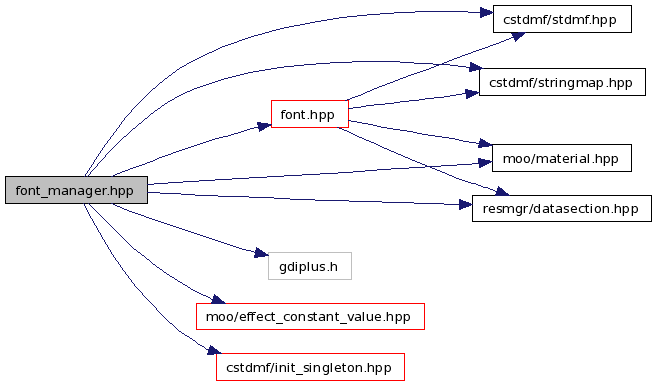 cstdmf/stdmf.hpp
cstdmf/stringmap.hpp
font.hpp
moo/material.hpp
font_manager.hpp
resmgr/datasection.hpp
gdiplus.h
moo/effect_constant_value.hpp
cstdmf/init_singleton.hpp